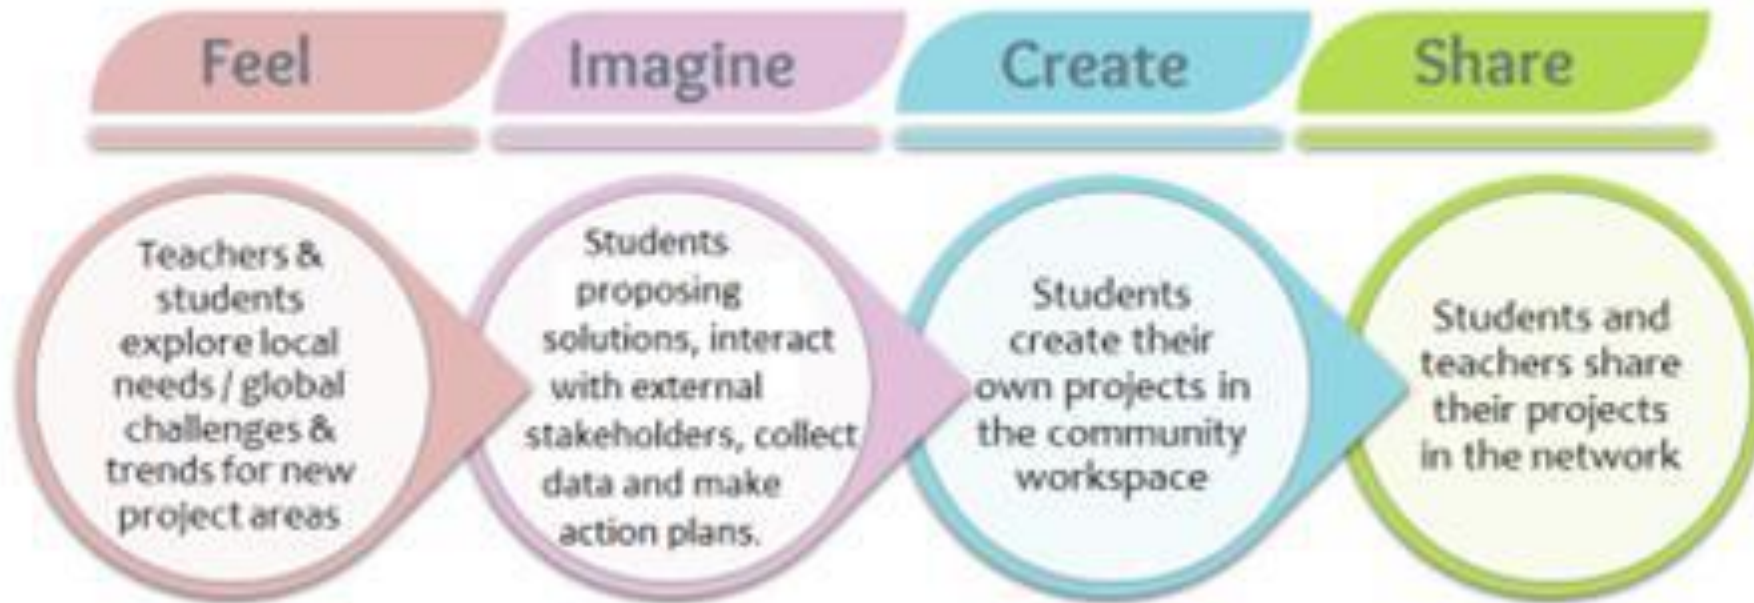 Feel
Imagine
Create
Share
Teachers &
students
explore local
needs / global
challenges &
trends for new
project areas
Students
proposing
solutions, interact
with external
stakeholders, collect
data and make
action plans.
Students
create their
own projects in
the community
workspace
Students and
teachers share
their projects
in the network